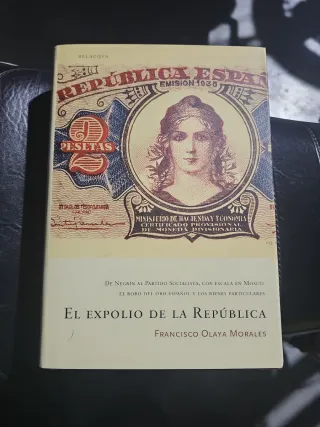 BELACQVA
REPÚBLICA ESPAÑ
EMISIÓN 1938
2
PESETAS
MINISTERIO DE HACIENDA Y ECONOMIA
CERTIFICADO PROVISIONAL
DE MONEDA DIVISIONARIA
DE NEGRÍN AL PARTIDO SOCIALISTA, CON ESCALA EN MOSCÚ:
EL ROBO DEL ORO ESPAÑOL Y LOS BIENES PARTICULARES
EL EXPOLIO DE LA REPÚBLICA
FRANCISCO OLAYA MORALES